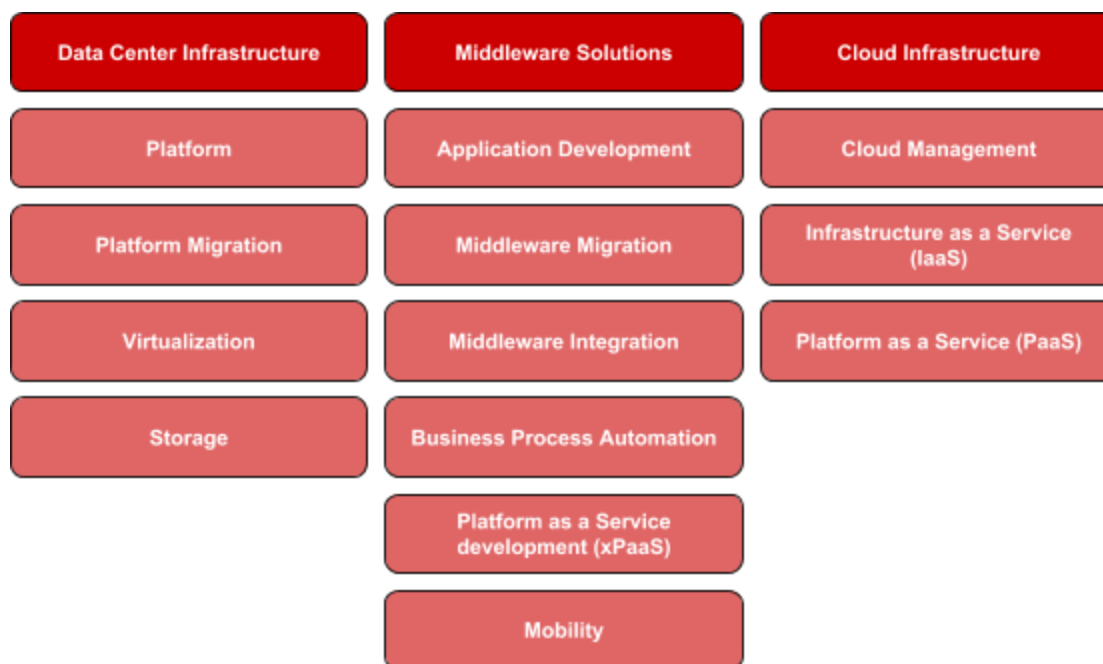 Data Center Infrastructure
Middleware Solutions
Cloud Infrastructure
Platform
Application Development
Cloud Management
Platform Migration
Middleware Migration
Infrastructure as a Service
(IaaS)
Virtualization
Middleware Integration
Platform as a Service (PaaS)
Storage
Business Process Automation
Platform as a Service
development (xPaaS)
Mobility